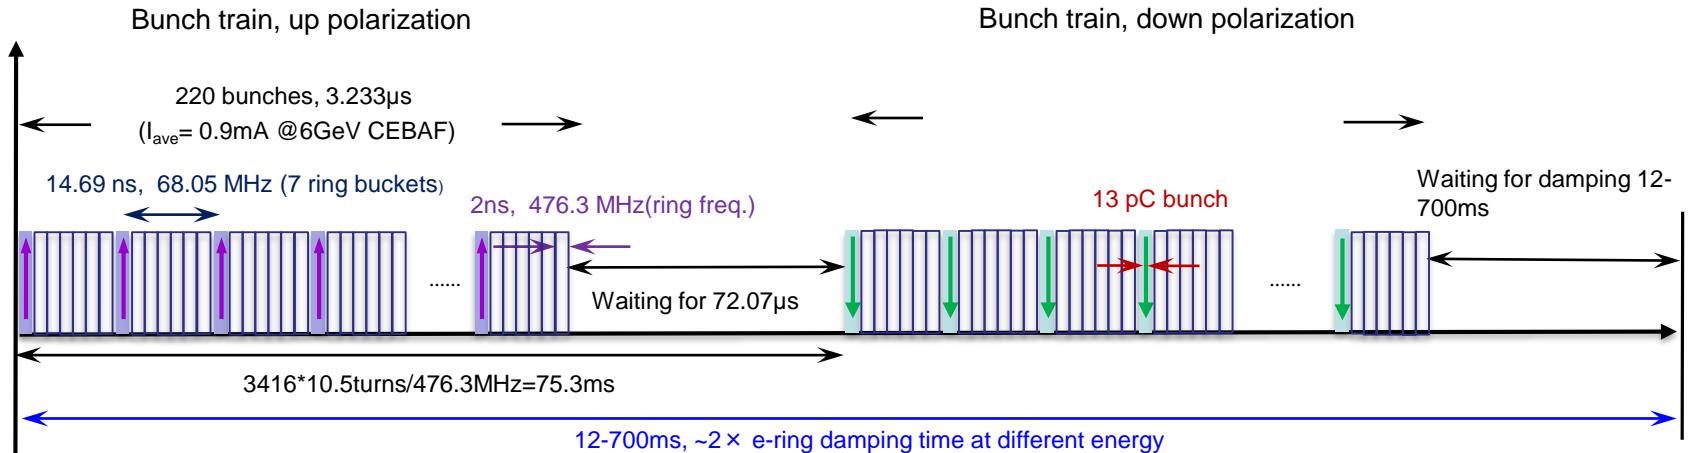 Bunch train, up polarization
Bunch train, down polarization
220 bunches, 3.233µs
(Iave= 0.9mA @6GeV CEBAF)
14.69 ns, 68.05 MHz (7 ring buckets)
2ns, 476.3 MHz(ring freq.)
13 pC bunch
Waiting for damping 12-
700ms
......
Waiting for 72.07µs
......
3416*10.5turns/476.3MHz=75.3ms
12-700ms, ~2× e-ring damping time at different energy